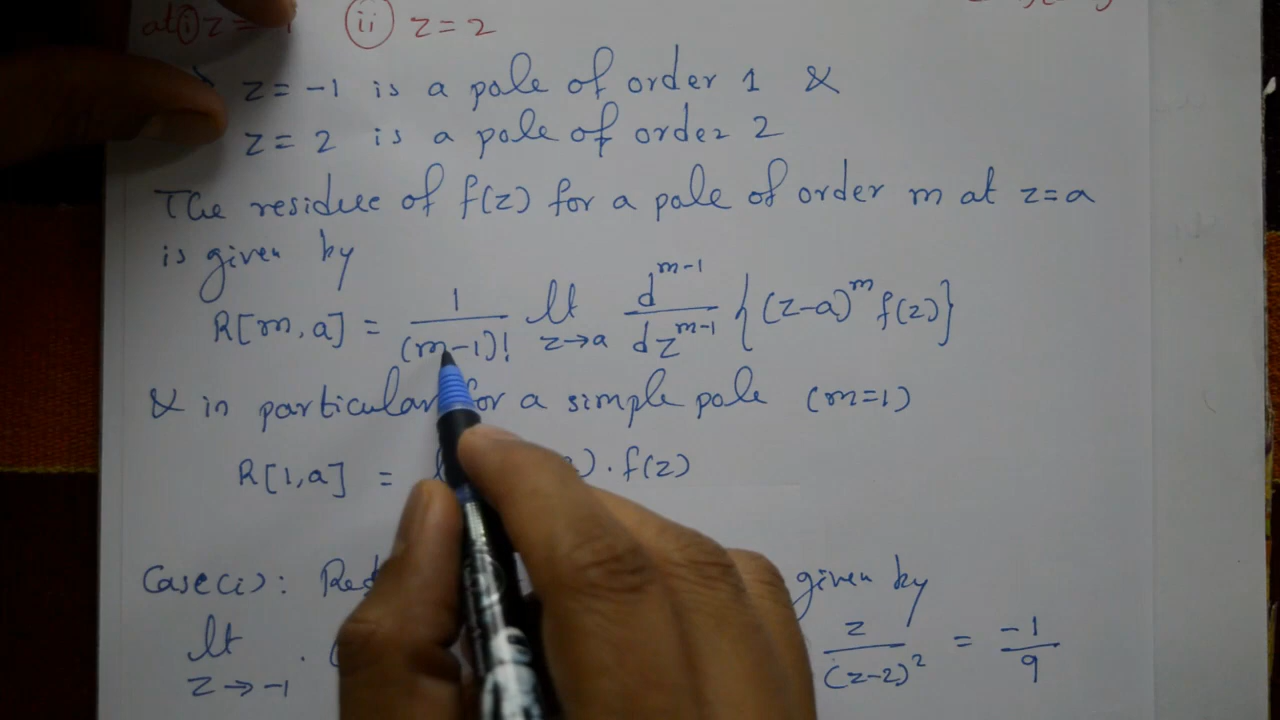 at (i) z = -1 (ii) z = 2
z = -1 is a pole of order 1 &
z = 2 is a pole of order 2
The residue of f(z) for a pole of order m at z=a
is given by
R[m,a] = 1/(m-1)! lt z→a d^(m-1)/dz^(m-1) {(z-a)^m f(z)}
& in particular for a simple pole (m=1)
R[1,a] = ). f(z)
Case(i): given by
lt z→-1 . ( z/(z-2)^2 = -1/9